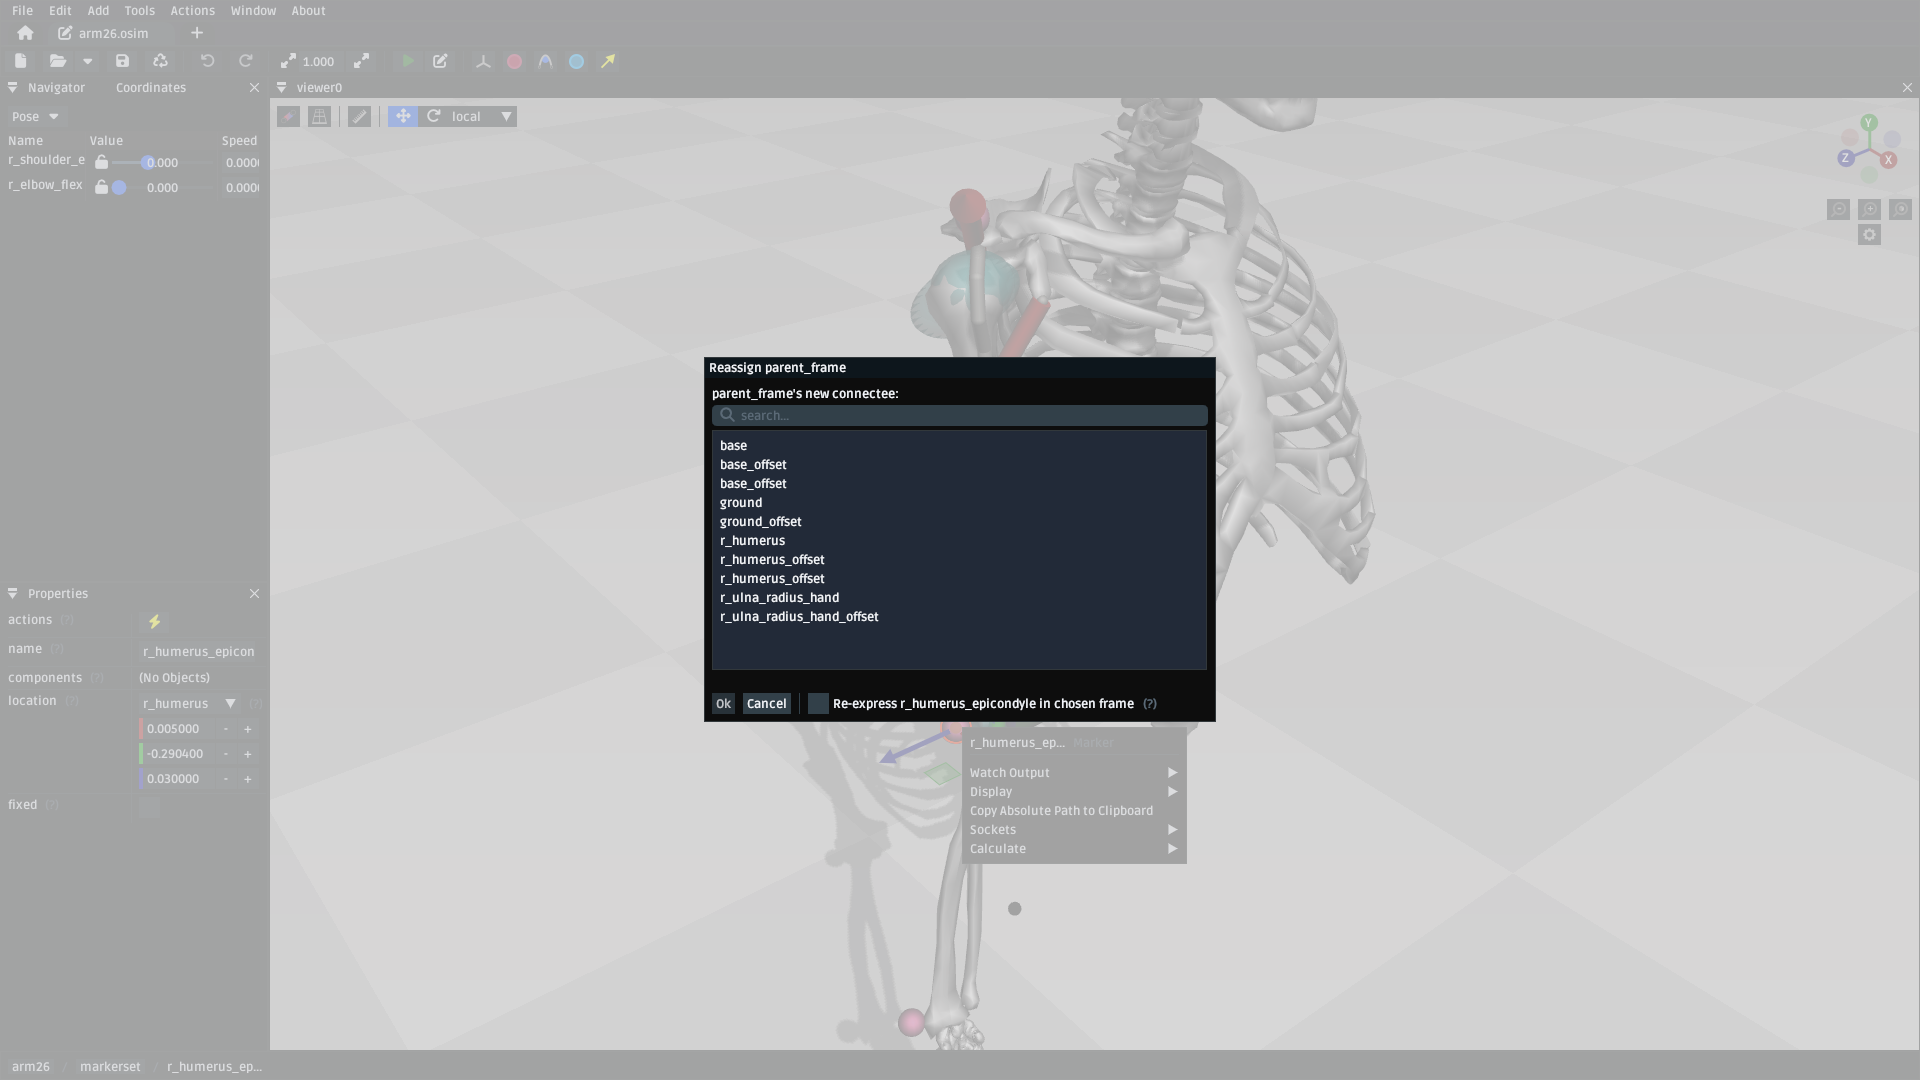 File Edit Add Tools Actions Window About
arm26.osim
1.000
Navigator Coordinates
viewer0
Pose
local
Name Value Speed
r_shoulder_e 0.000 0.000
r_elbow_flex 0.000 0.000
Y
Z X
Reassign parent_frame
parent_frame's new connectee:
search...
base
base_offset
base_offset
ground
ground_offset
r_humerus
r_humerus_offset
r_humerus_offset
r_ulna_radius_hand
r_ulna_radius_hand_offset
Ok Cancel Re-express r_humerus_epicondyle in chosen frame (?)
Properties
actions (?)
name (?) r_humerus_epicon
components (?) (No Objects)
location (?) r_humerus (?)
0.005000 - +
-0.290400 - +
0.030000 - +
fixed (?)
r_humerus_ep... Marker
Watch Output
Display
Copy Absolute Path to Clipboard
Sockets
Calculate
arm26 / markerset / r_humerus_ep...